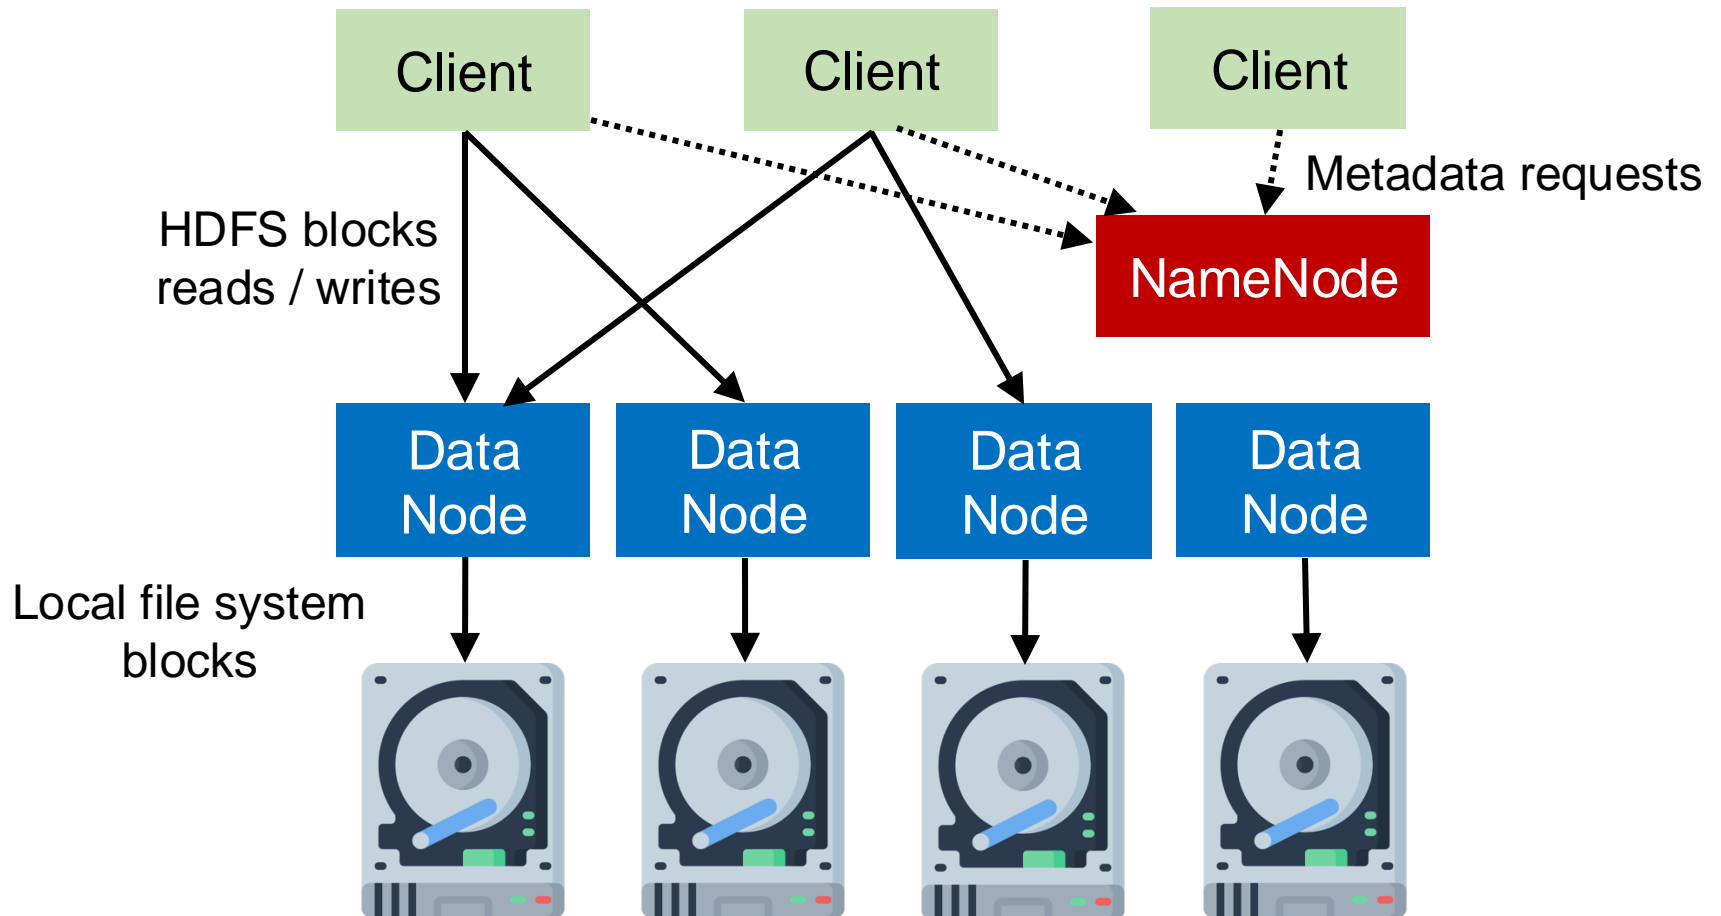 Client
Client
Client
Metadata requests
HDFS blocks
reads / writes
NameNode
Data
Node
Data
Node
Data
Node
Data
Node
Local file system
blocks